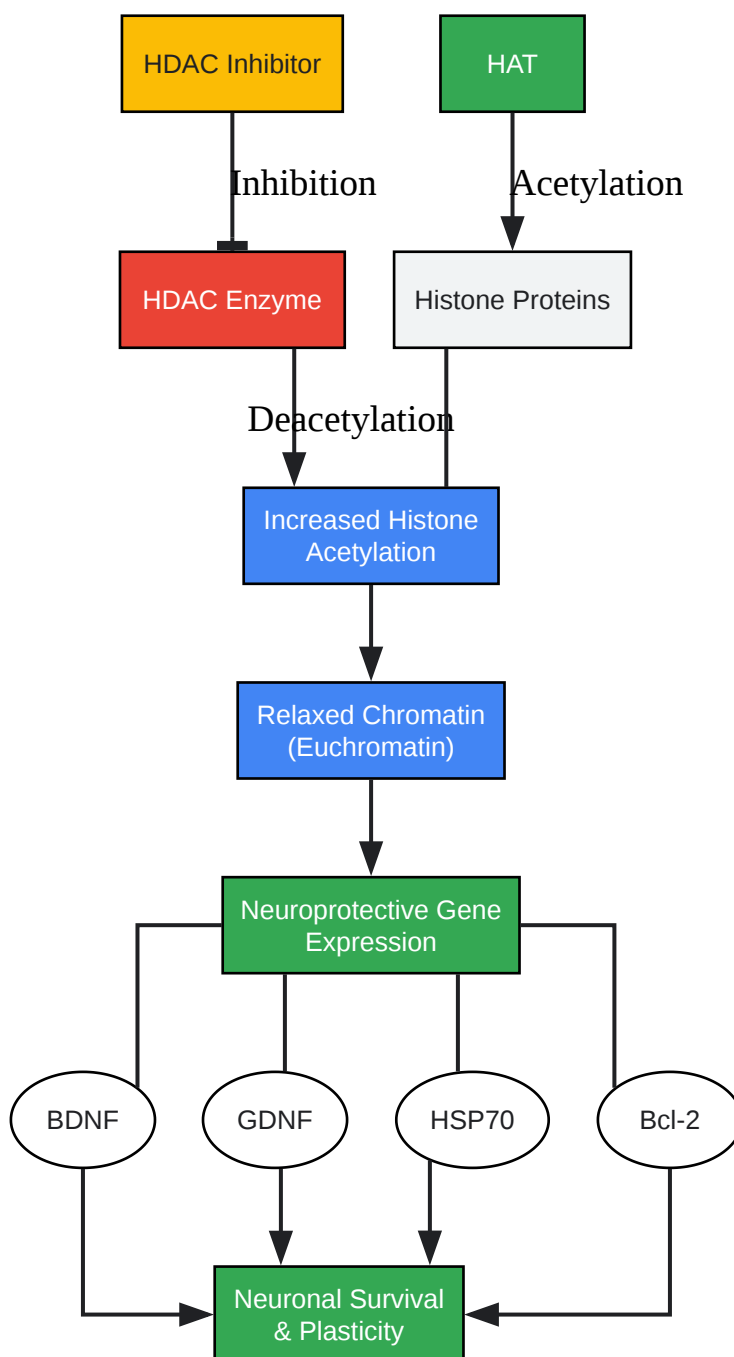 HDAC Inhibitor
HAT
Inhibition
Acetylation
HDAC Enzyme
Histone Proteins
Deacetylation
Increased Histone
Acetylation
Relaxed Chromatin
(Euchromatin)
Neuroprotective Gene
Expression
BDNF
GDNF
HSP70
Bcl-2
Neuronal Survival
& Plasticity